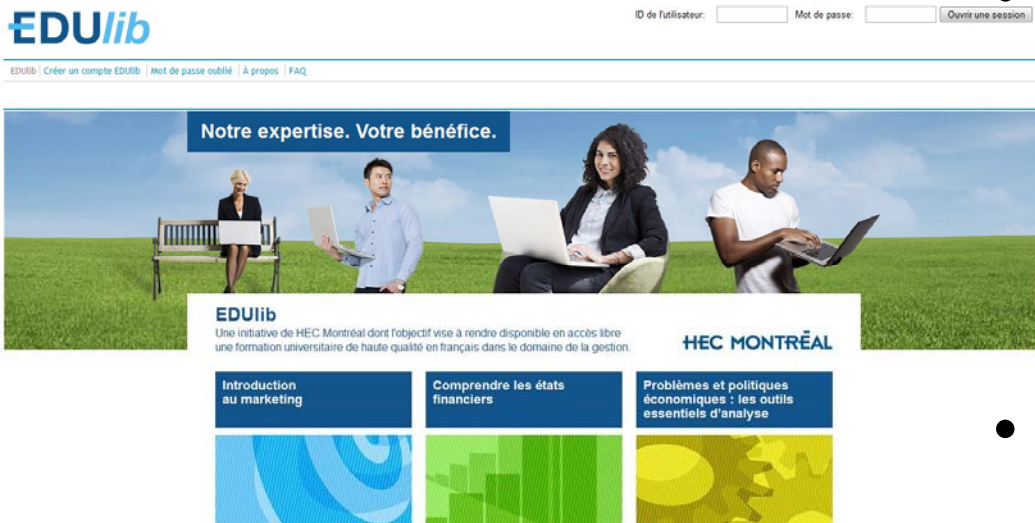 EDUlib
ID de l'utilisateur: Mot de passe: Ouvrir une session
EDUlib Créer un compte EDUlib Mot de passe oublié À propos FAQ
Notre expertise. Votre bénéfice.
EDUlib
Une initiative de HEC Montréal dont l'objectif vise à rendre disponible en accès libre
une formation universitaire de haute qualité en français dans le domaine de la gestion.
HEC MONTRĒAL
Introduction
au marketing
Comprendre les états
financiers
Problèmes et politiques
économiques : les outils
essentiels d'analyse